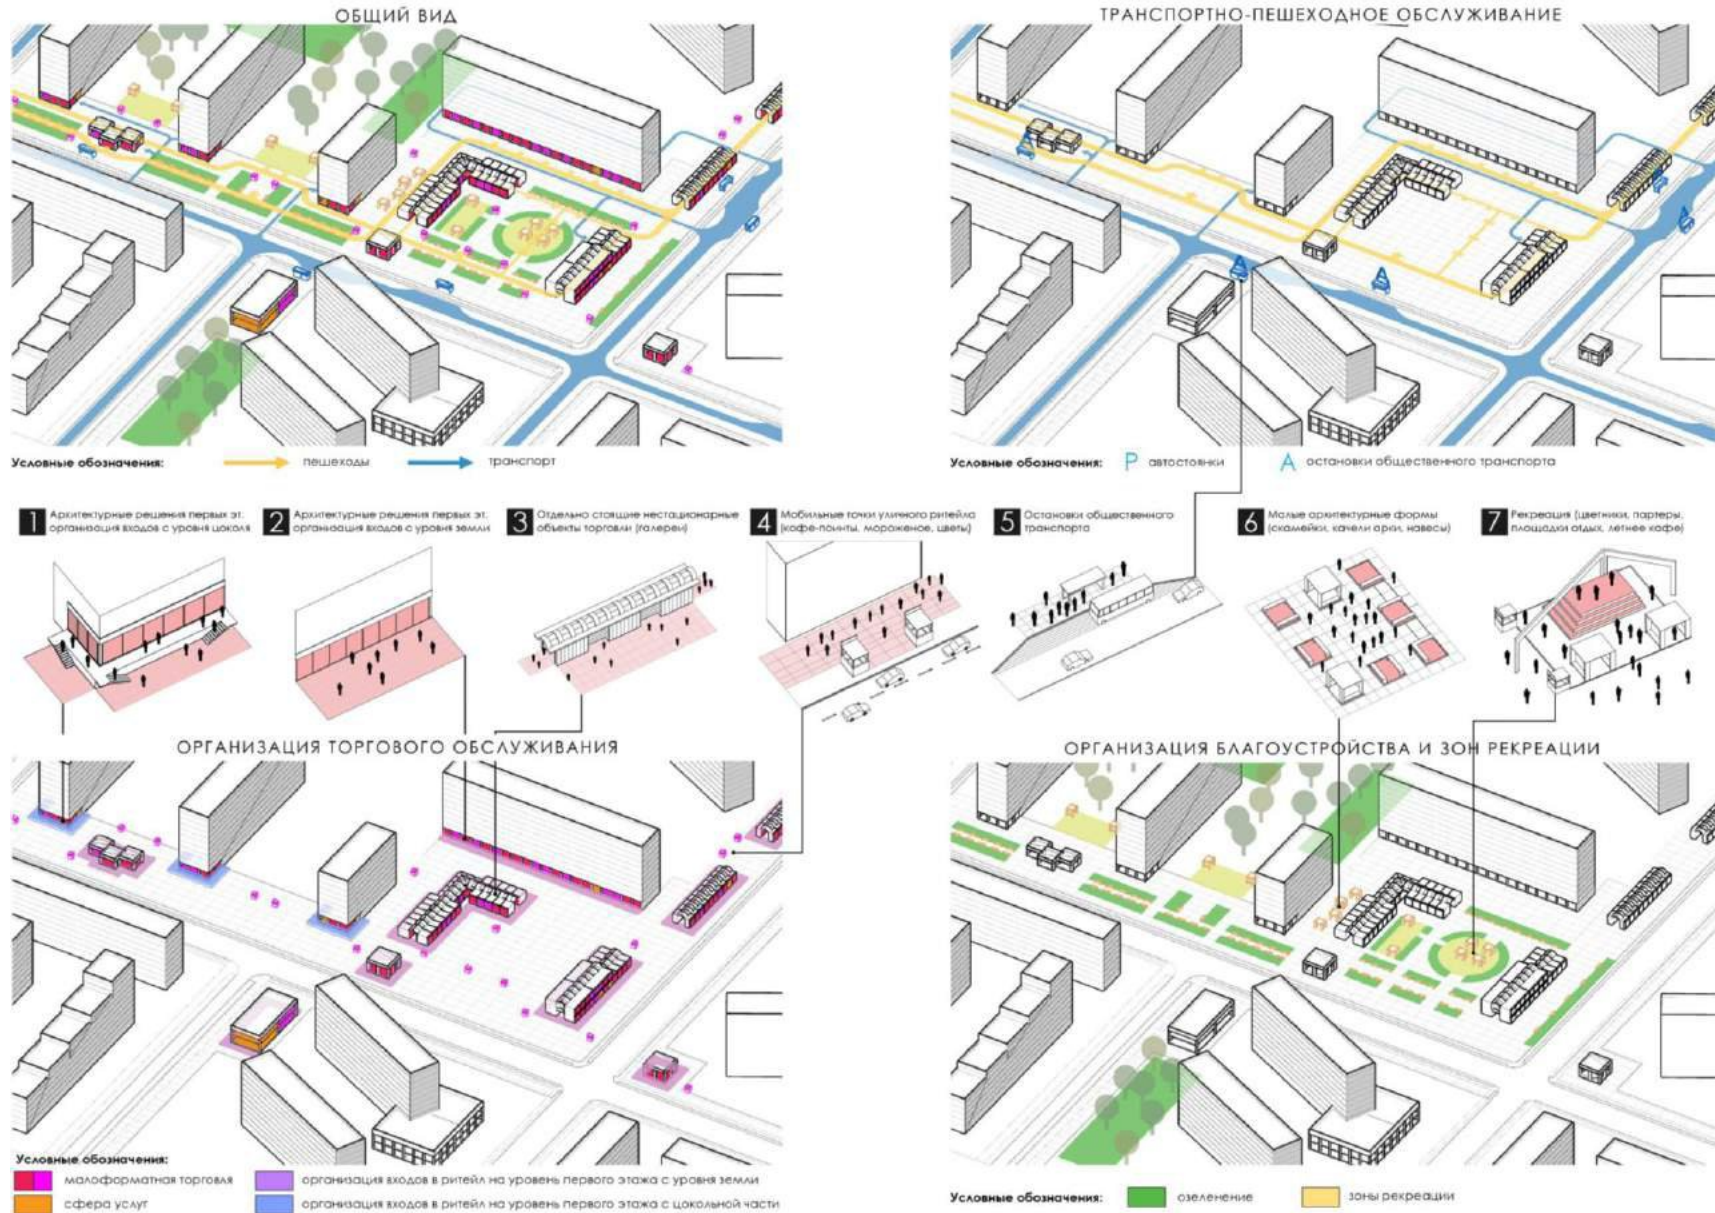 ОБЩИЙ ВИД
ТРАНСПОРТНО-ПЕШЕХОДНОЕ ОБСЛУЖИВАНИЕ
Условные обозначения:
пешеходы
транспорт
Условные обозначения:
P автостоянки
A остановки общественного транспорта
1 Архитектурные решения первых эт.
организация входов с уровня цоколя
2 Архитектурные решения первых эт.
организация входов с уровня земли
3 Отдельно стоящие нестационарные
объекты торговли (галереи)
4 Мобильные точки уличного ритейла
(кофе-поинты, мороженое, цветы)
5 Остановки общественного
транспорта
6 Малые архитектурные формы
(скамейки, качели арки, навесы)
7 Рекреация (цветники, партеры,
площадки отдых, летнее кафе)
ОРГАНИЗАЦИЯ ТОРГОВОГО ОБСЛУЖИВАНИЯ
ОРГАНИЗАЦИЯ БЛАГОУСТРОЙСТВА И ЗОН РЕКРЕАЦИИ
Условные обозначения:
малоформатная торговля
организация входов в ритейл на уровень первого этажа с уровня земли
сфера услуг
организация входов в ритейл на уровень первого этажа с цокольной части
Условные обозначения:
озеленение
зоны рекреации